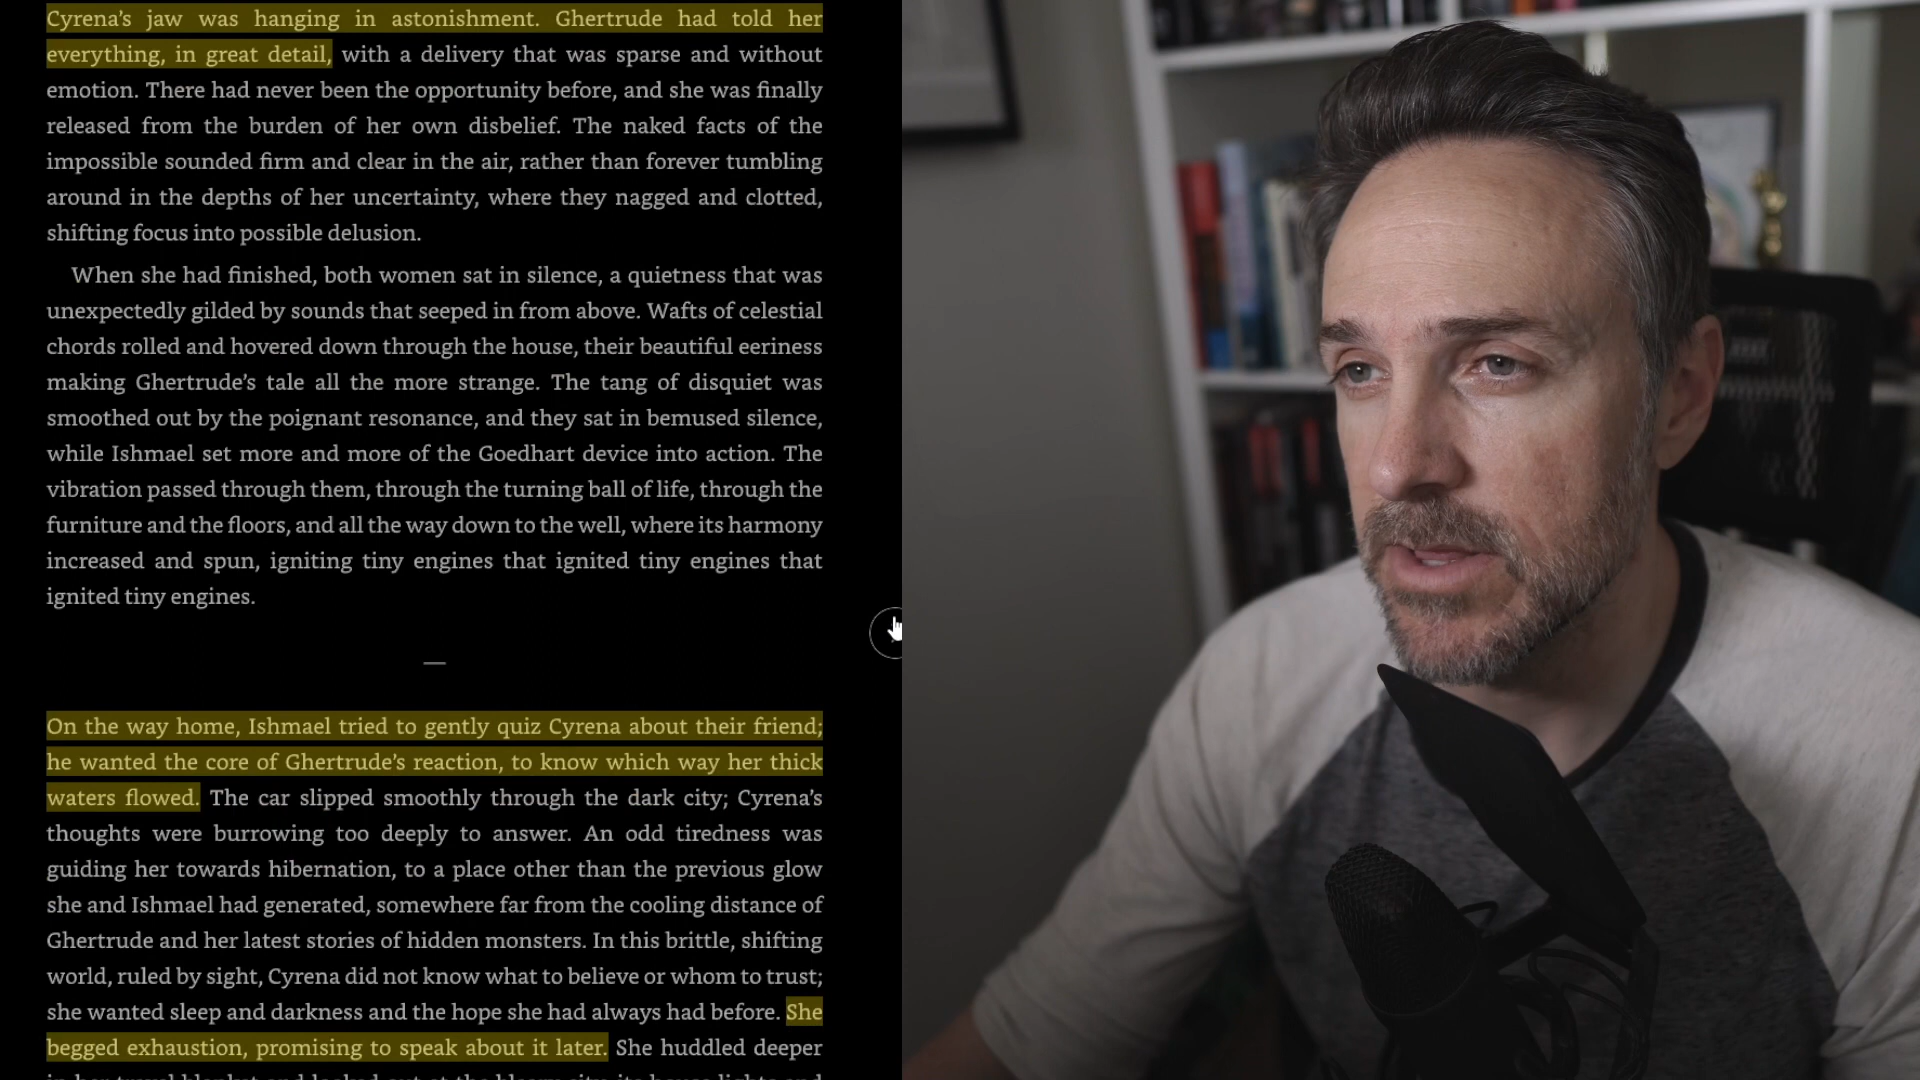 Cyrena’s jaw was hanging in astonishment. Ghertrude had told her
everything, in great detail, with a delivery that was sparse and without
emotion. There had never been the opportunity before, and she was finally
released from the burden of her own disbelief. The naked facts of the
impossible sounded firm and clear in the air, rather than forever tumbling
around in the depths of her uncertainty, where they nagged and clotted,
shifting focus into possible delusion.
When she had finished, both women sat in silence, a quietness that was
unexpectedly gilded by sounds that seeped in from above. Wafts of celestial
chords rolled and hovered down through the house, their beautiful eeriness
making Ghertrude’s tale all the more strange. The tang of disquiet was
smoothed out by the poignant resonance, and they sat in bemused silence,
while Ishmael set more and more of the Goedhart device into action. The
vibration passed through them, through the turning ball of life, through the
furniture and the floors, and all the way down to the well, where its harmony
increased and spun, igniting tiny engines that ignited tiny engines that
ignited tiny engines.
—
On the way home, Ishmael tried to gently quiz Cyrena about their friend;
he wanted the core of Ghertrude’s reaction, to know which way her thick
waters flowed. The car slipped smoothly through the dark city; Cyrena’s
thoughts were burrowing too deeply to answer. An odd tiredness was
guiding her towards hibernation, to a place other than the previous glow
she and Ishmael had generated, somewhere far from the cooling distance of
Ghertrude and her latest stories of hidden monsters. In this brittle, shifting
world, ruled by sight, Cyrena did not know what to believe or whom to trust;
she wanted sleep and darkness and the hope she had always had before. She
begged exhaustion, promising to speak about it later. She huddled deeper